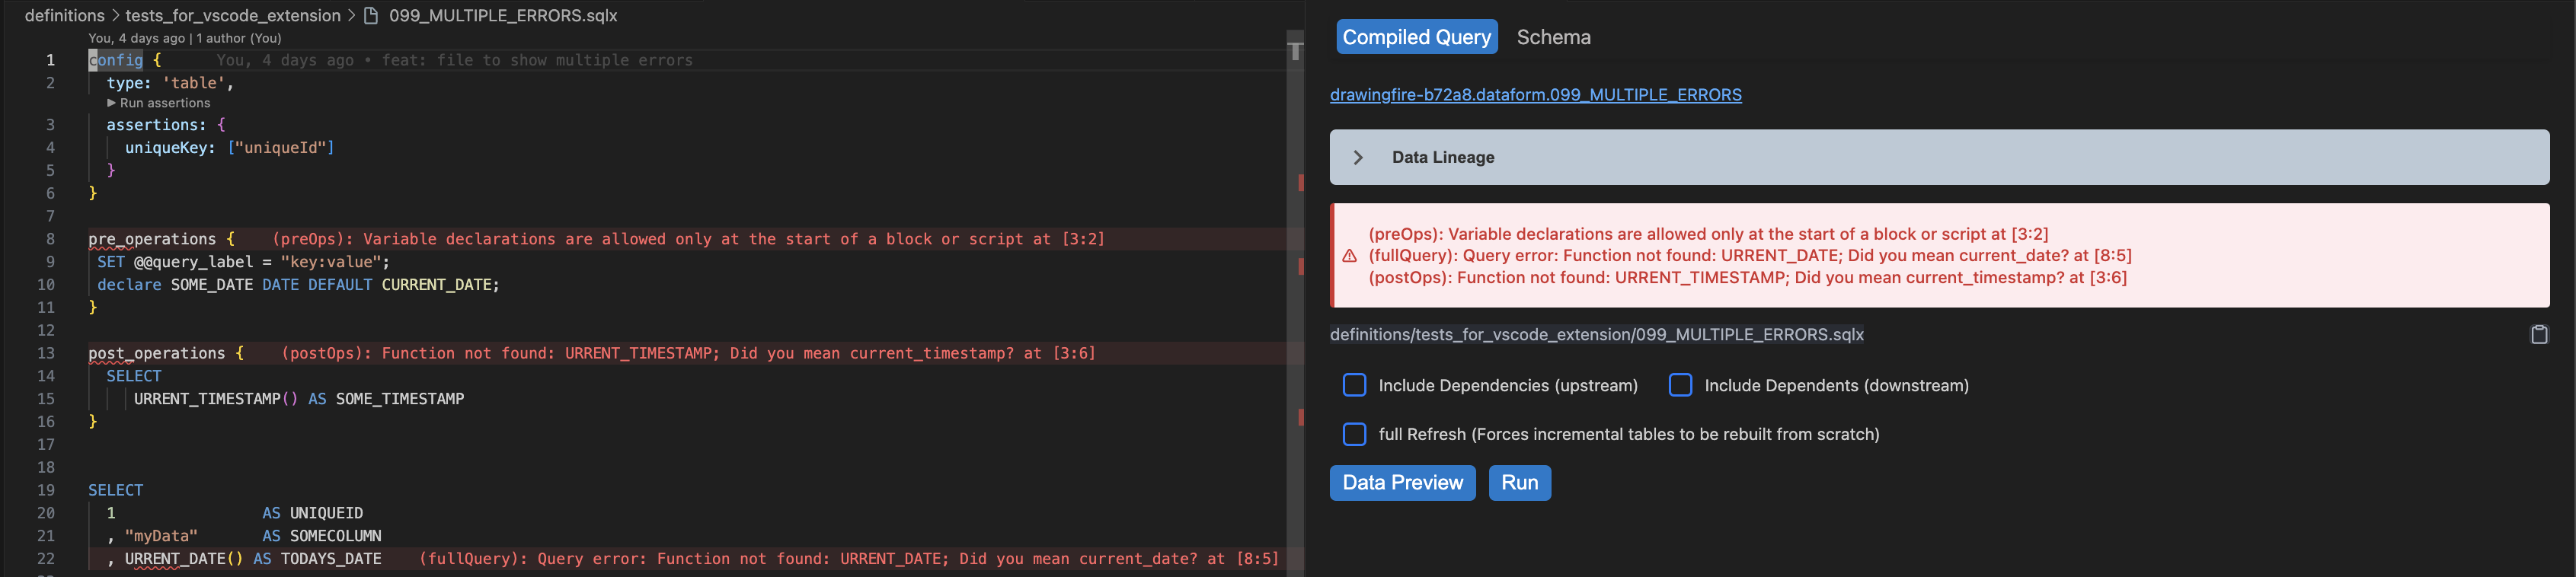 definitions > tests_for_vscode_extension > 099_MULTIPLE_ERRORS.sqlx
You, 4 days ago | 1 author (You)
1 config { You, 4 days ago • feat: file to show multiple errors
2 type: 'table',
▶ Run assertions
3 assertions: {
4 uniqueKey: ["uniqueId"]
5 }
6 }
7
8 pre_operations { (preOps): Variable declarations are allowed only at the start of a block or script at [3:2]
9 SET @@query_label = "key:value";
10 declare SOME_DATE DATE DEFAULT CURRENT_DATE;
11 }
12
13 post_operations { (postOps): Function not found: URRENT_TIMESTAMP; Did you mean current_timestamp? at [3:6]
14 SELECT
15 URRENT_TIMESTAMP() AS SOME_TIMESTAMP
16 }
17
18
19 SELECT
20 1 AS UNIQUEID
21 , "myData" AS SOMECOLUMN
22 , URRENT_DATE() AS TODAYS_DATE (fullQuery): Query error: Function not found: URRENT_DATE; Did you mean current_date? at [8:5]
Compiled Query Schema
drawingfire-b72a8.dataform.099_MULTIPLE_ERRORS
Data Lineage
(preOps): Variable declarations are allowed only at the start of a block or script at [3:2]
(fullQuery): Query error: Function not found: URRENT_DATE; Did you mean current_date? at [8:5]
(postOps): Function not found: URRENT_TIMESTAMP; Did you mean current_timestamp? at [3:6]
definitions/tests_for_vscode_extension/099_MULTIPLE_ERRORS.sqlx
Include Dependencies (upstream) Include Dependents (downstream)
full Refresh (Forces incremental tables to be rebuilt from scratch)
Data Preview Run